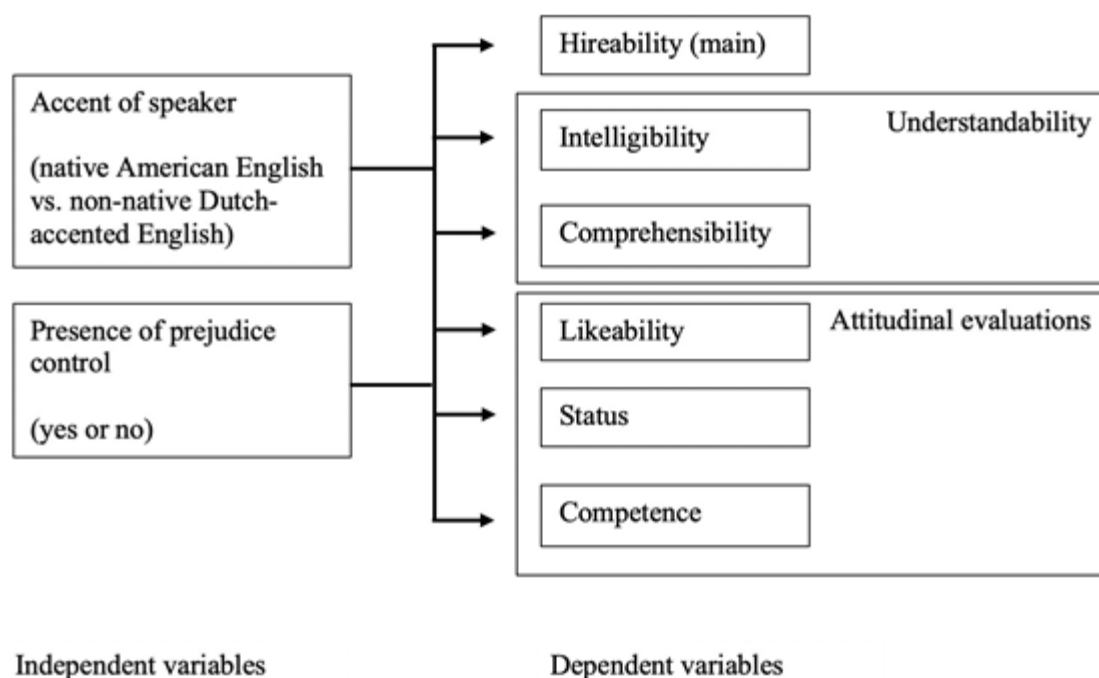 Hireability (main)
Accent of speaker
(native American English
vs. non-native Dutch-
accented English)
Intelligibility
Understandability
Comprehensibility
Presence of prejudice
control
(yes or no)
Likeability
Attitudinal evaluations
Status
Competence
Independent variables
Dependent variables